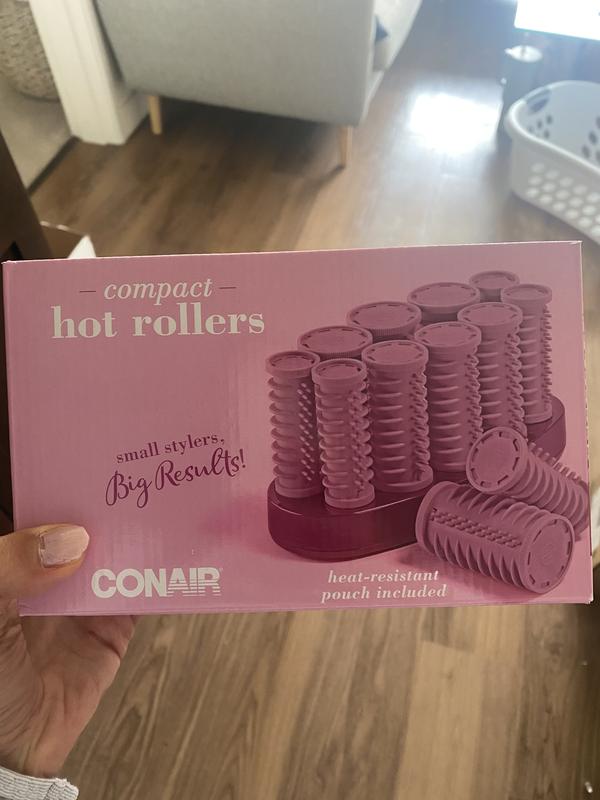 compact
hot rollers
small stylers,
Big Results!
CONAIR®
heat-resistant
pouch included